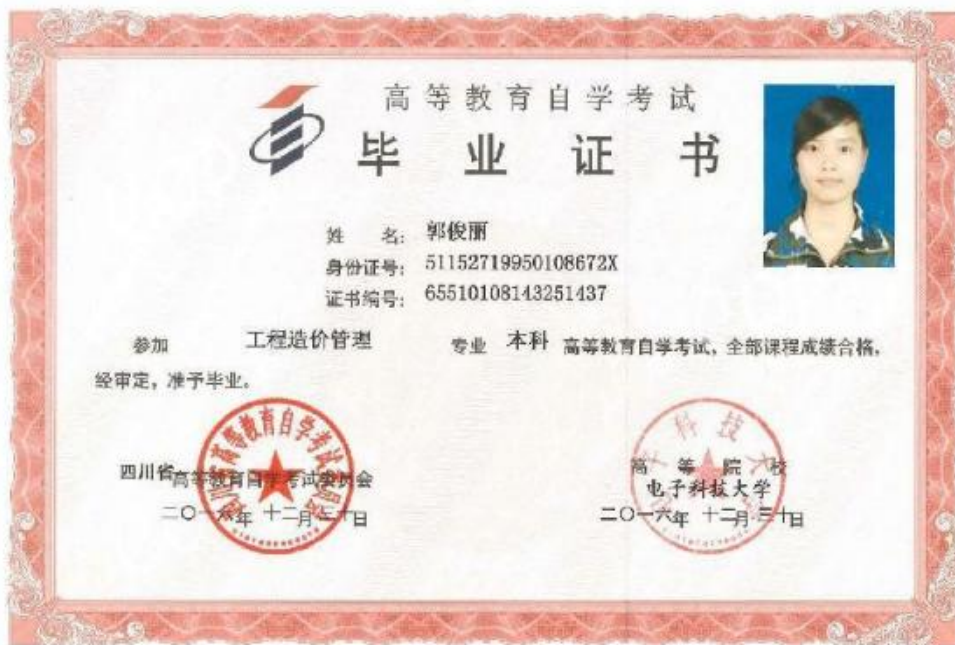 高等教育自学考试
毕业证书
姓 名: 郭俊丽
身份证号: 51152719950108672X
证书编号: 65510108143251437
参加 工程造价管理 专业 本科 高等教育自学考试, 全部课程成绩合格,
经审定, 准予毕业。
四川省高等教育自学考试委员会
二〇一六年 十二月三十日
高等院校
电子科技大学
二〇一六年 十二月三十日